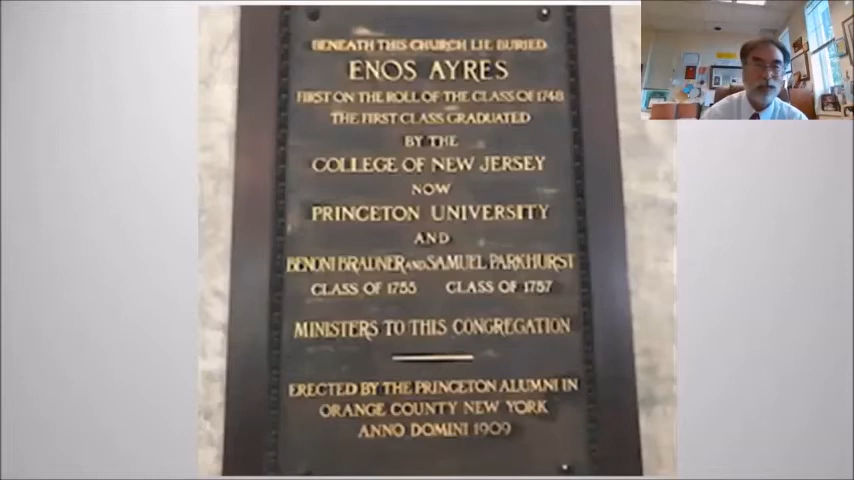 BENEATH THIS CHURCH LIE BURIED
ENOS AYRES
FIRST ON THE ROLL OF THE CLASS OF 1748
THE FIRST CLASS GRADUATED
BY THE
COLLEGE OF NEW JERSEY
NOW
PRINCETON UNIVERSITY
AND
BENONI BRADNER AND SAMUEL PARKHURST
CLASS OF 1755 CLASS OF 1757
MINISTERS TO THIS CONGREGATION
ERECTED BY THE PRINCETON ALUMNI IN
ORANGE COUNTY NEW YORK
ANNO DOMINI 1909